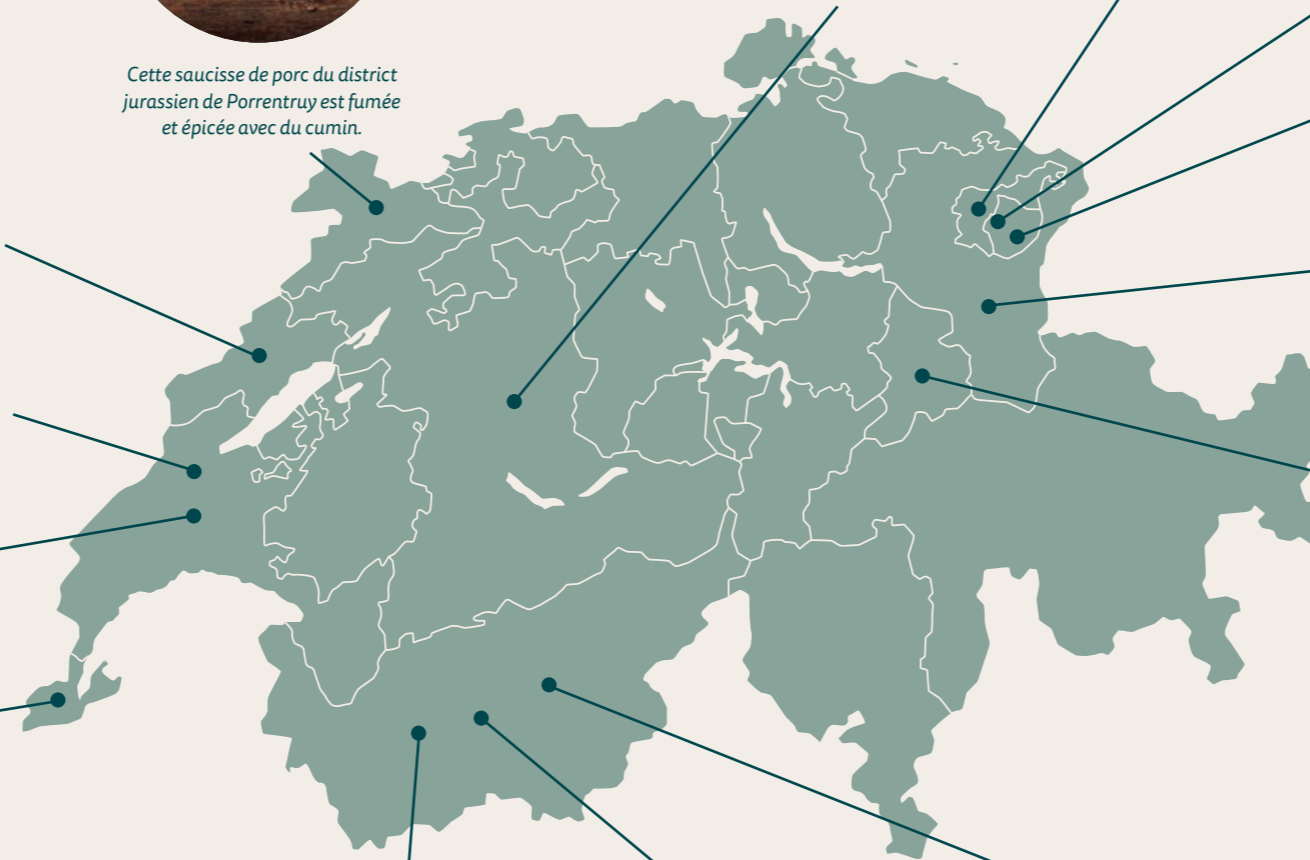 Cette saucisse de porc du district
jurassien de Porrentruy est fumée
et épicée avec du cumin.